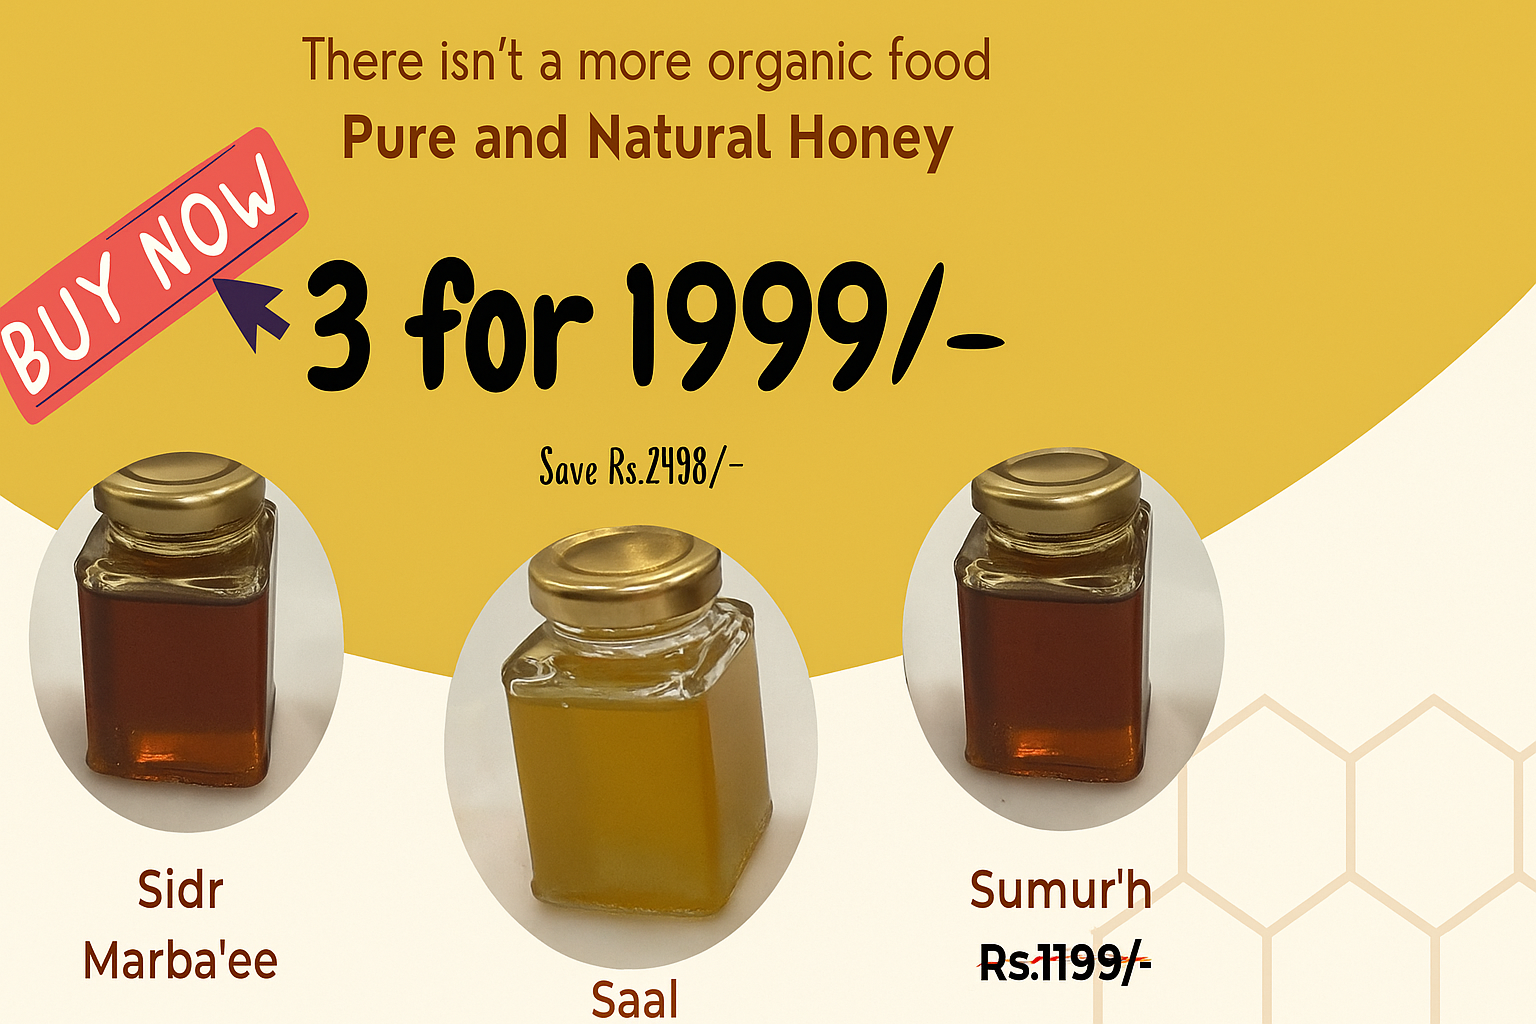 There isn't a more organic food
Pure and Natural Honey
BUY NOW
3 for 1999/-
Save Rs.2498/-
Sidr
Marba'ee
Saal
Sumur'h
Rs.1199/-